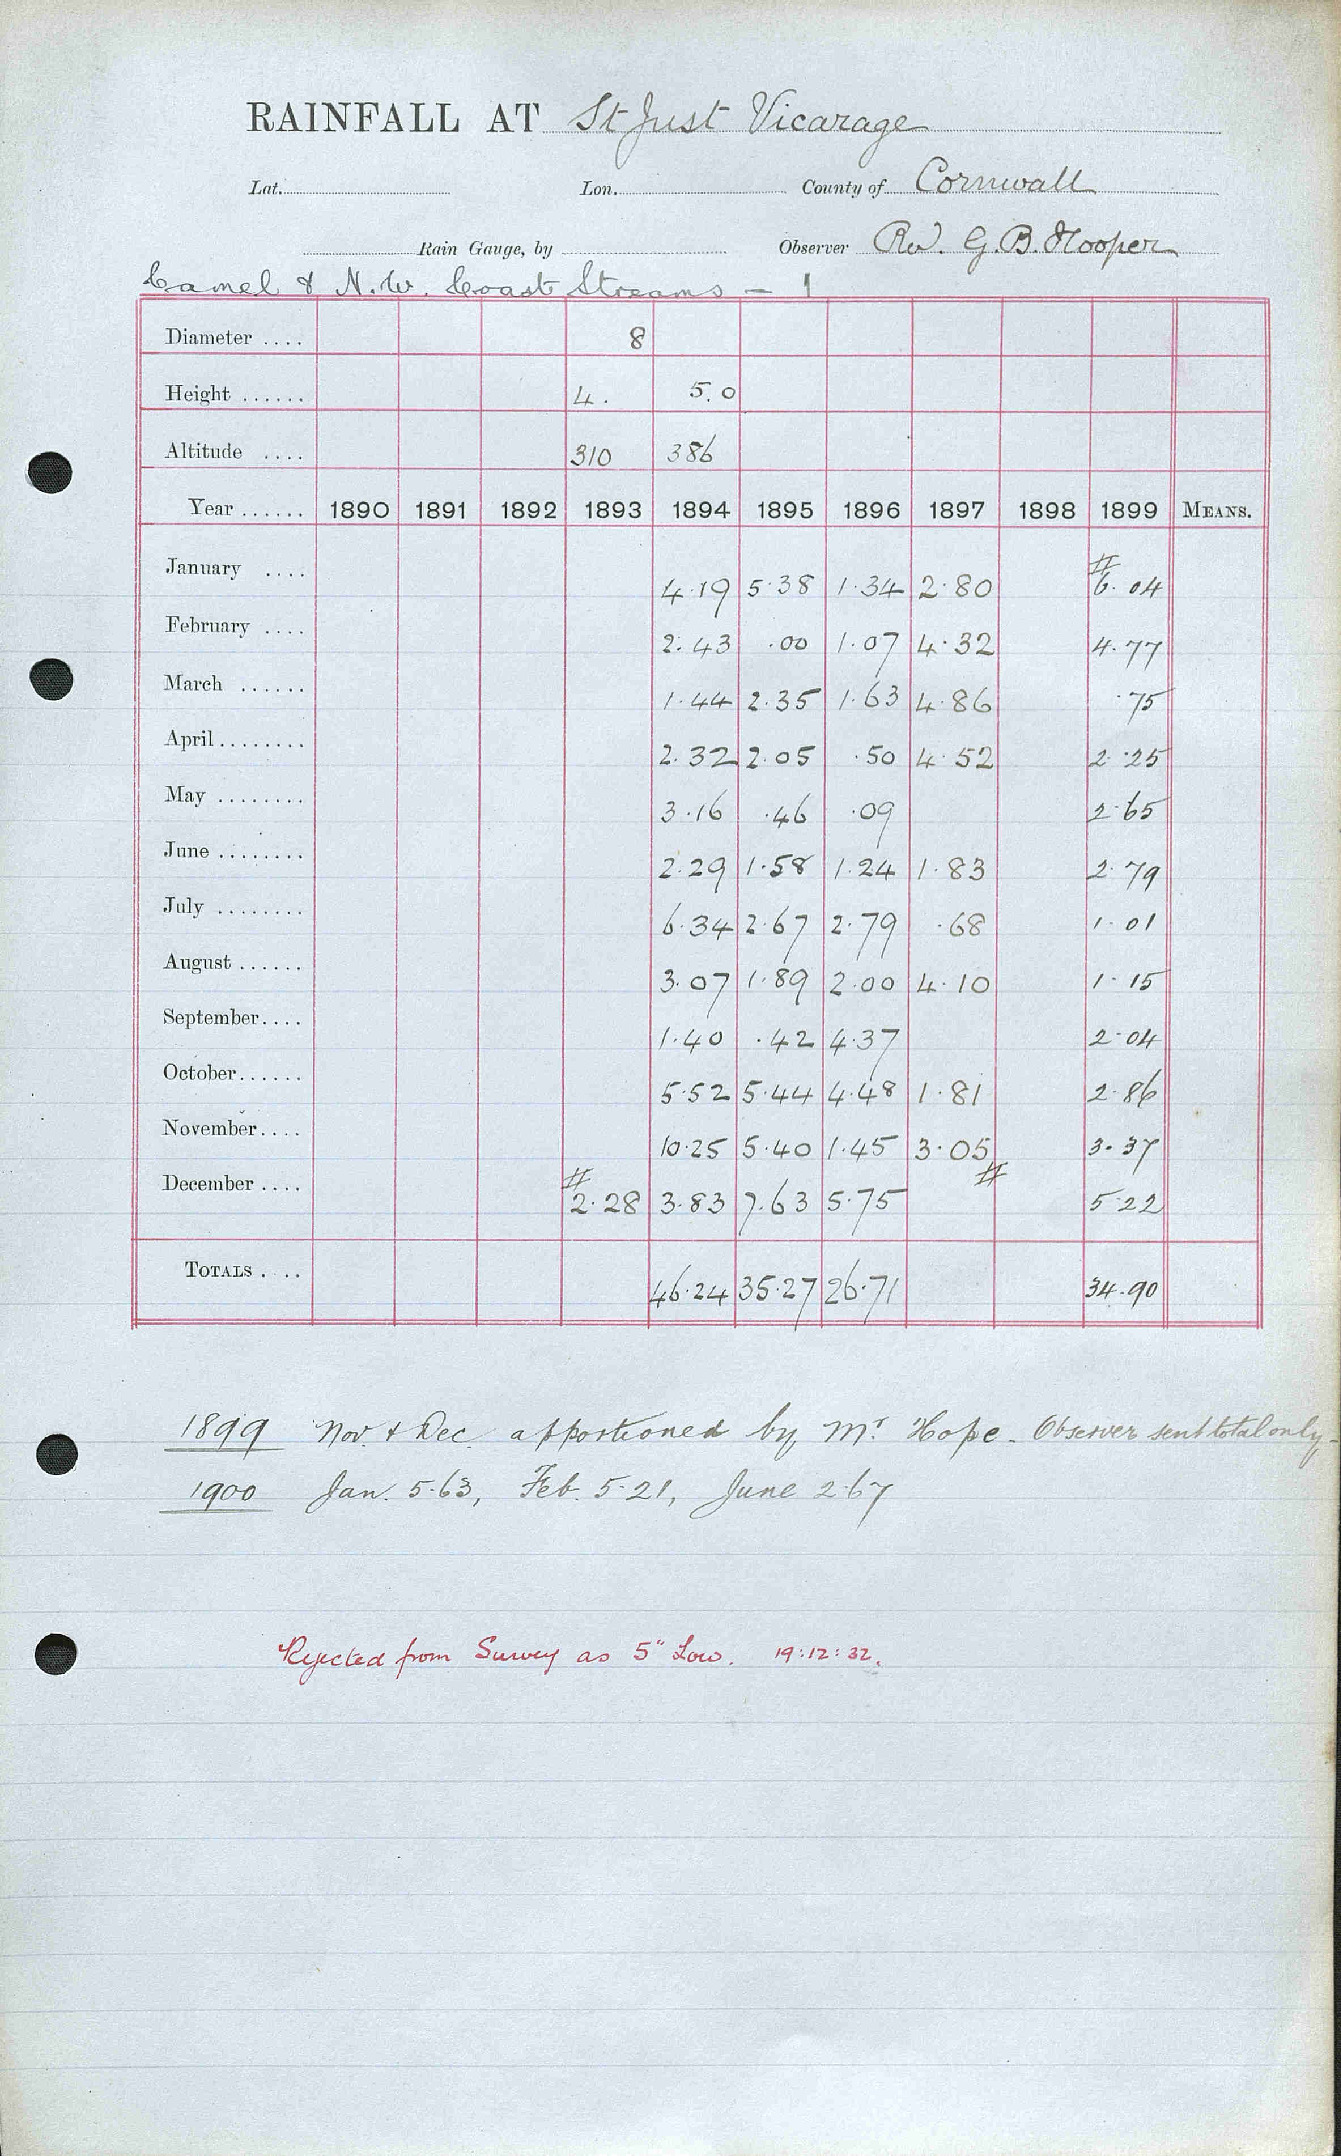 RAINFALL AT St Just Vicarage
Lat. Lon. County of Cornwall
Rain Gauge, by Observer Rev. G. B. Hooper
Camel & N.W. Coast Streams - 1
Diameter .... 8
Height ...... 4. 5.0
Altitude .... 310 386
Year ...... 1890 1891 1892 1893 1894 1895 1896 1897 1898 1899 MEANS.
January .... 4.19 5.38 1.34 2.80 # 6.04
February .... 2.43 .00 1.07 4.32 4.77
March ...... 1.44 2.35 1.63 4.86 .75
April ........ 2.32 2.05 .50 4.52 2.25
May ........ 3.16 .46 .09 2.65
June ........ 2.29 1.58 1.24 1.83 2.79
July ........ 6.34 2.67 2.79 .68 1.01
August ...... 3.07 1.89 2.00 4.10 1.15
September.... 1.40 .42 4.37 2.04
October...... 5.52 5.44 4.48 1.81 2.86
November.... 10.25 5.40 1.45 3.05 3.37
December .... # 2.28 3.83 7.63 5.75 # 5.22
TOTALS .... 46.24 35.27 26.71 34.90
1899 Nov. & Dec. apportioned by Mr. Hope. Observer sent total only.
1900 Jan. 5.63, Feb. 5.21, June 2.67
Rejected from Survey as 5" Low. 19:12:32.